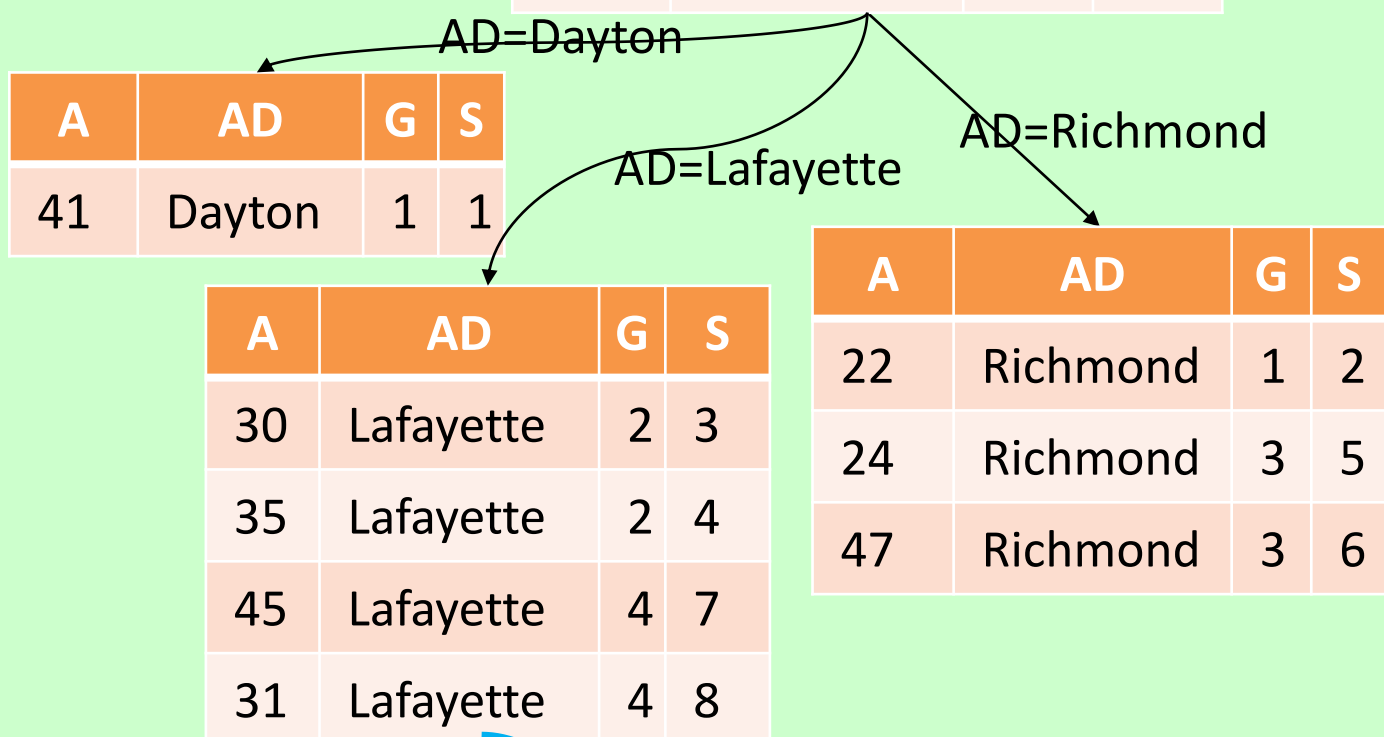 AD=Dayton
AD=Lafayette
AD=Richmond
A AD G S
41 Dayton 1 1
A AD G S
30 Lafayette 2 3
35 Lafayette 2 4
45 Lafayette 4 7
31 Lafayette 4 8
A AD G S
22 Richmond 1 2
24 Richmond 3 5
47 Richmond 3 6